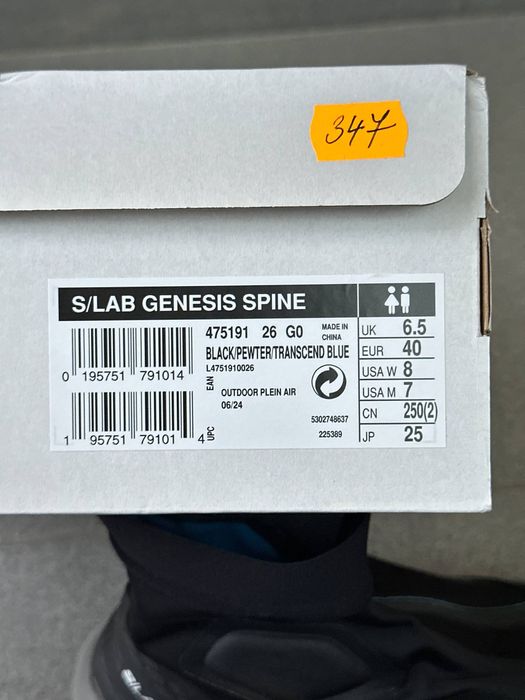 347
S/LAB GENESIS SPINE
475191 26 G0 MADE IN CHINA
BLACK/PEWTER/TRANSCEND BLUE
L4751910026
EAN
0 195751 791014
OUTDOOR PLEIN AIR
06/24
5302748637
225389
1 95751 79101 4
UPC
UK 6.5
EUR 40
USA W 8
USA M 7
CN 250(2)
JP 25